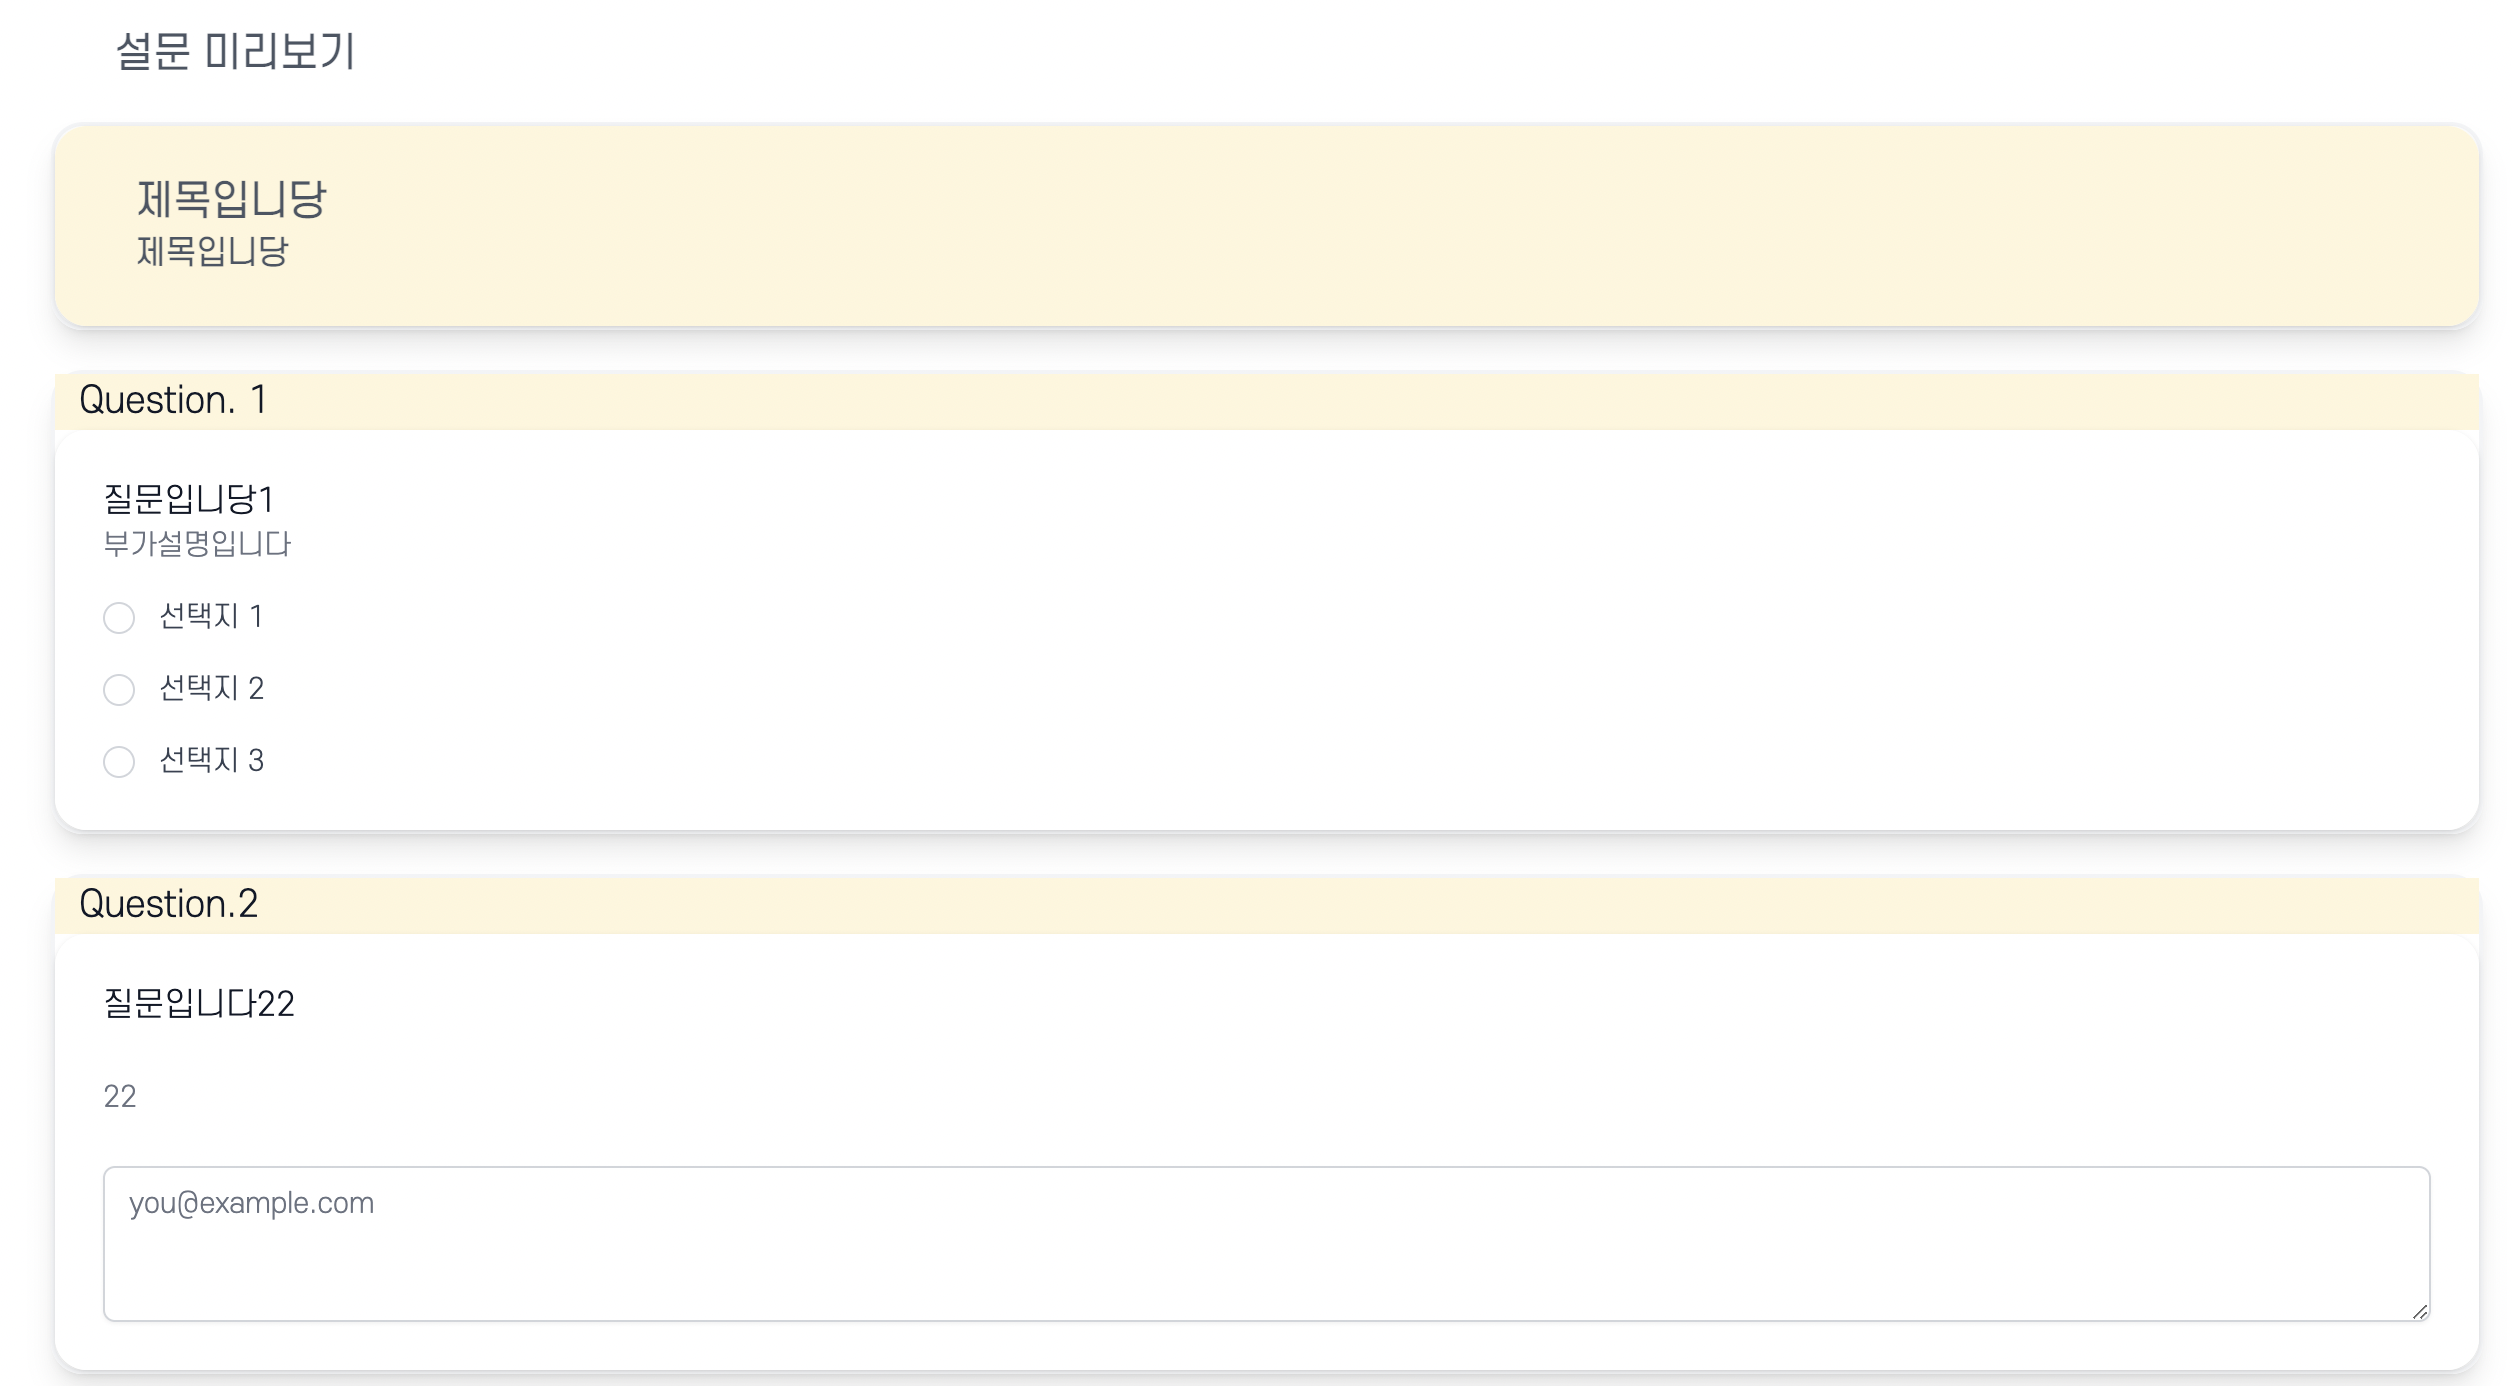 설문 미리보기
제목입니당
제목입니당
Question. 1
질문입니당1
부가설명입니다
선택지 1
선택지 2
선택지 3
Question.2
질문입니다22
22
you@example.com